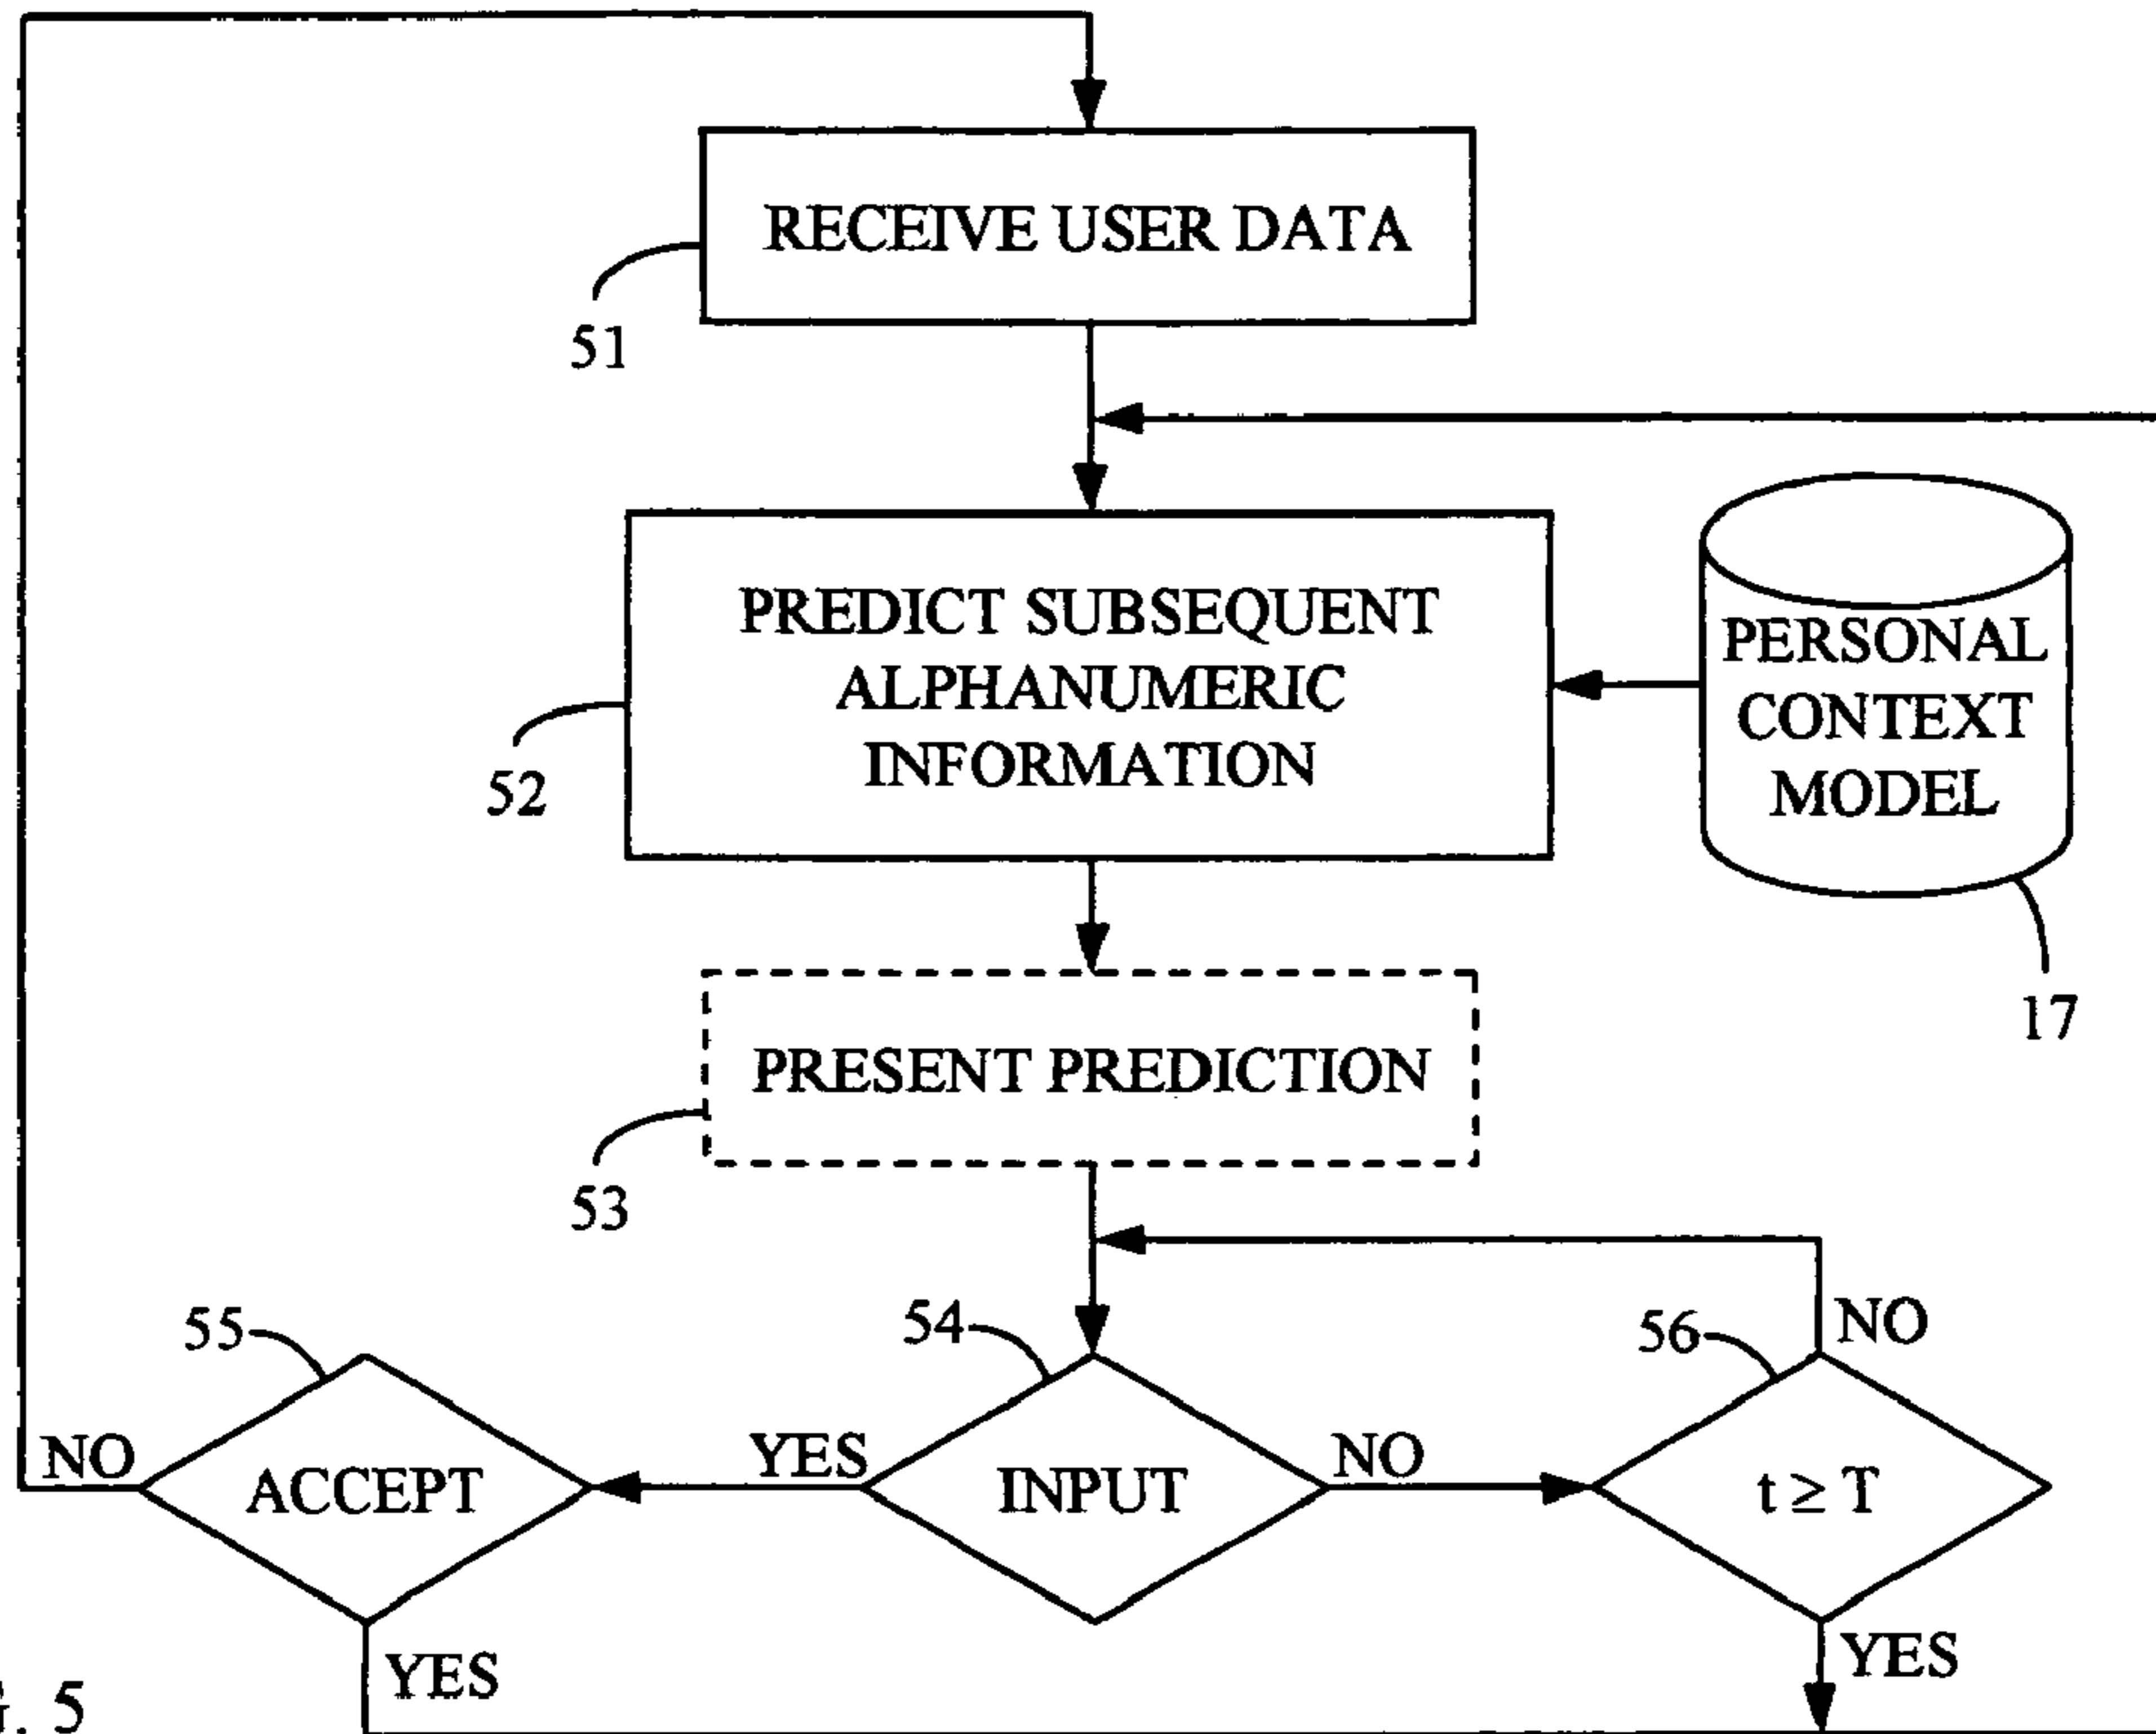 RECEIVE USER DATA
51
PREDICT SUBSEQUENT
ALPHANUMERIC
INFORMATION
52
PERSONAL
CONTEXT
MODEL
17
PRESENT PREDICTION
53
55
54
56
NO
NO
ACCEPT
YES
INPUT
NO
t ≥ T
YES
YES
. 5